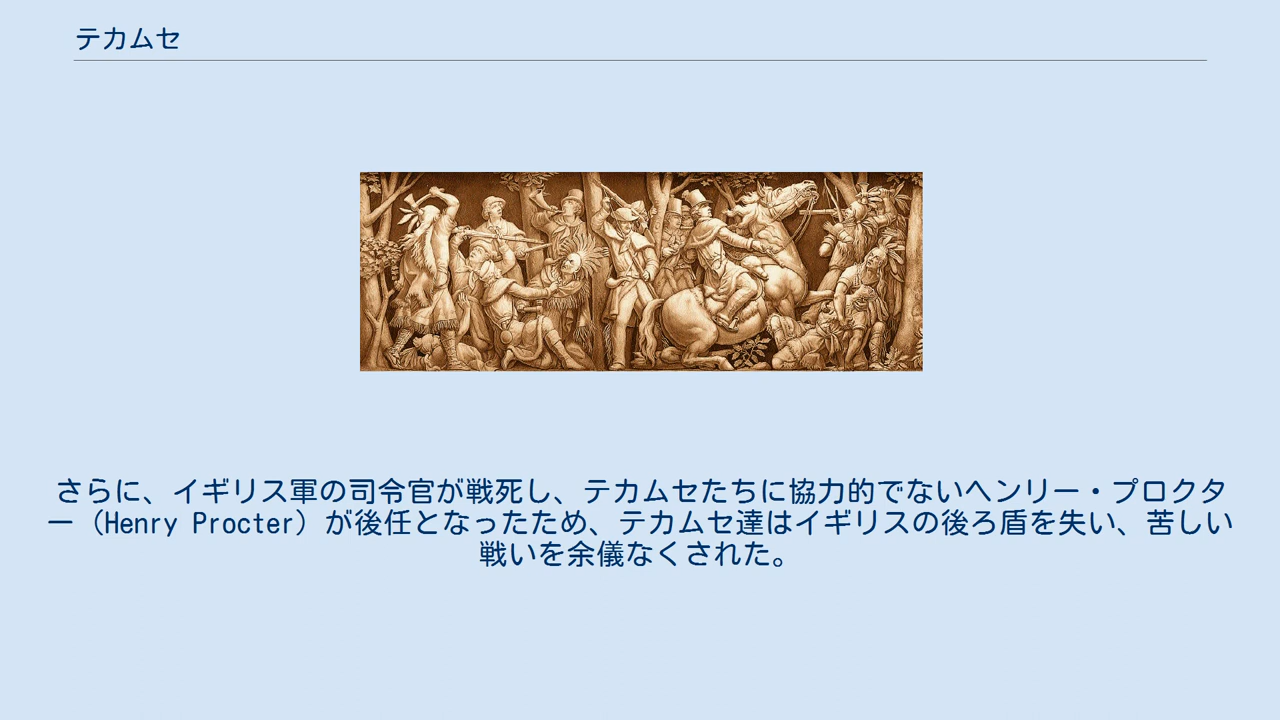 テカムセ
さらに、イギリス軍の司令官が戦死し、テカムセたちに協力的でないヘンリー・プロクタ
ー（Henry Procter）が後任となったため、テカムセ達はイギリスの後ろ盾を失い、苦しい
戦いを余儀なくされた。